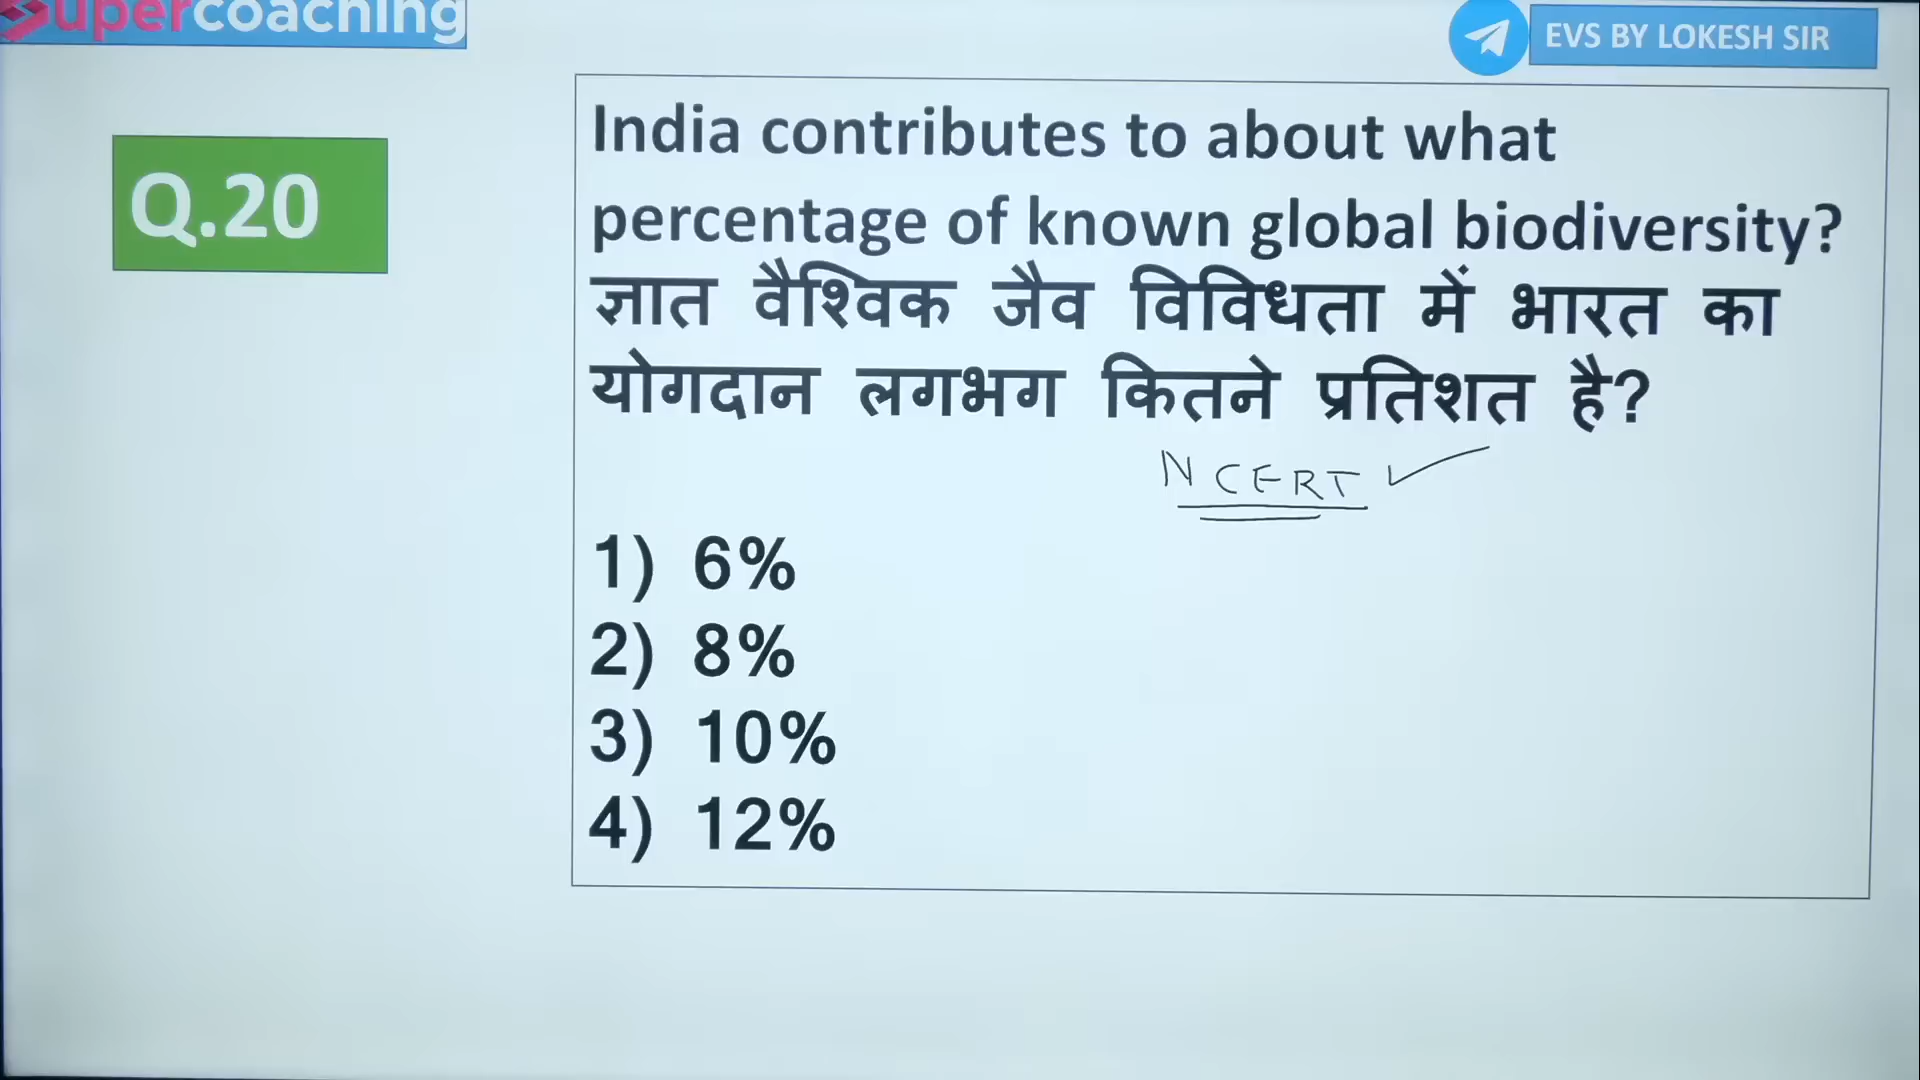 Supercoaching
EVS BY LOKESH SIR
Q.20
India contributes to about what
percentage of known global biodiversity?
ज्ञात वैश्विक जैव विविधता में भारत का
योगदान लगभग कितने प्रतिशत है?
NCERT
1) 6%
2) 8%
3) 10%
4) 12%